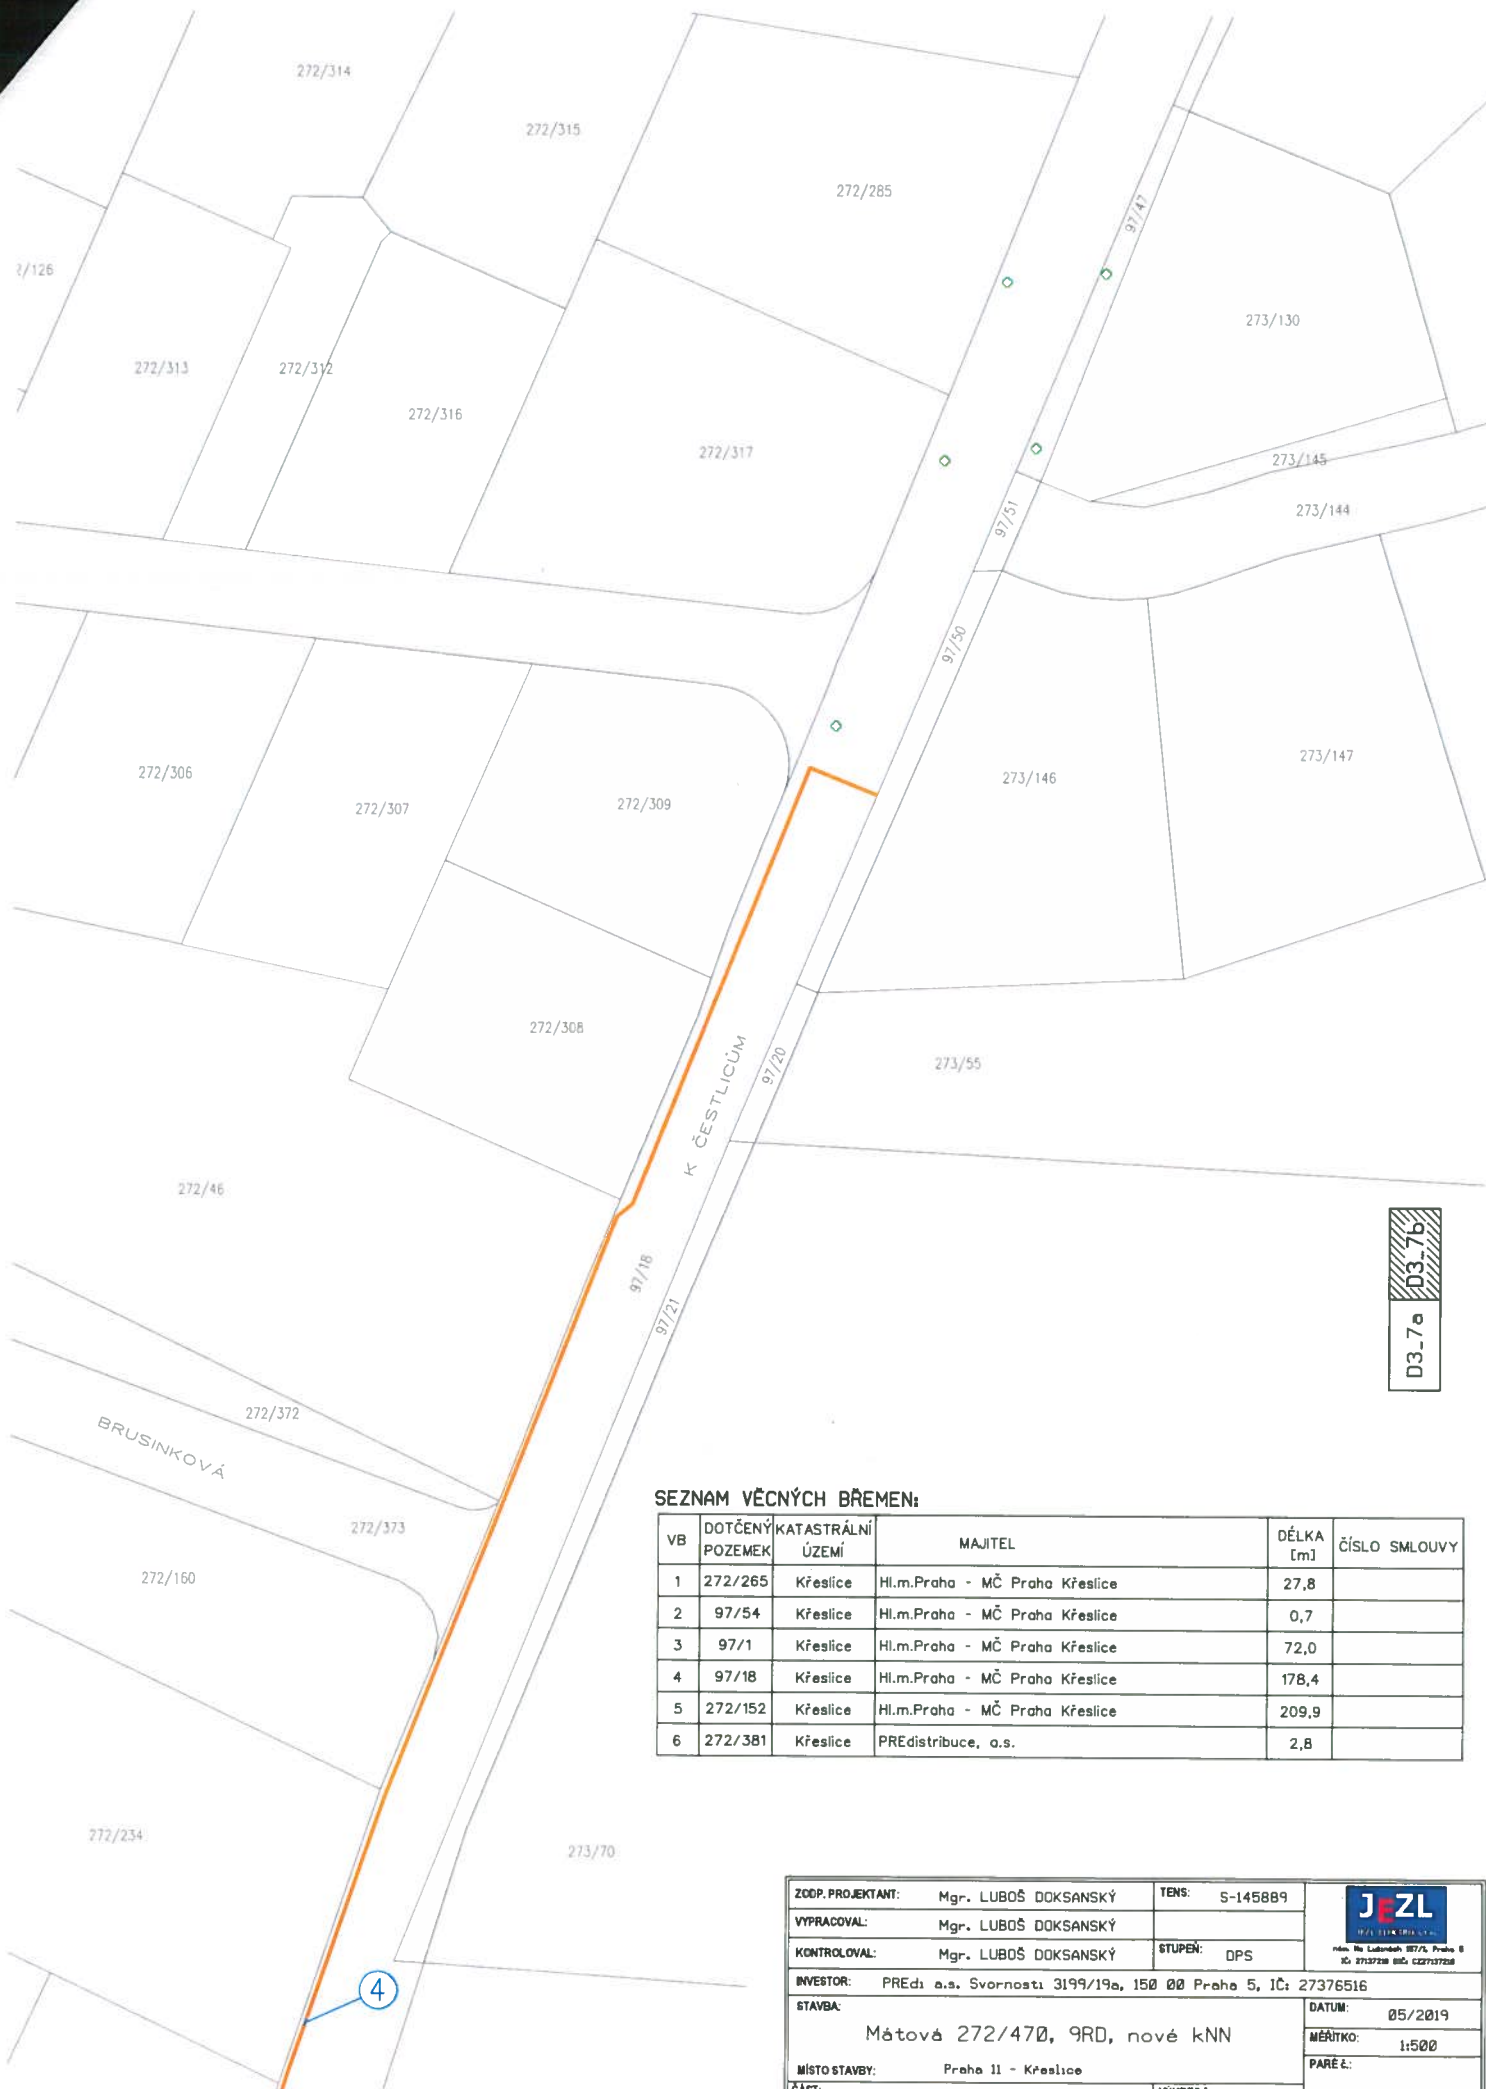 272/314
272/315
272/285
97/47
2/126
273/130
272/313
272/312
272/316
272/317
273/145
273/144
97/51
97/50
272/306
272/307
272/309
273/146
273/147
272/308
K ČESTLICŮM
97/20
273/55
272/46
97/18
97/21
D3_7b
D3_7a
272/372
BRUSINKOVÁ
272/373
272/160
SEZNAM VĚCNÝCH BŘEMEN:
VB DOTČENÝ POZEMEK KATASTRÁLNÍ ÚZEMÍ MAJITEL DÉLKA [m] ČÍSLO SMLOUVY
1 272/265 Křeslice Hl.m.Praha - MČ Praha Křeslice 27,8
2 97/54 Křeslice Hl.m.Praha - MČ Praha Křeslice 0,7
3 97/1 Křeslice Hl.m.Praha - MČ Praha Křeslice 72,0
4 97/18 Křeslice Hl.m.Praha - MČ Praha Křeslice 178,4
5 272/152 Křeslice Hl.m.Praha - MČ Praha Křeslice 209,9
6 272/381 Křeslice PREdistribuce, a.s. 2,8
272/234
273/70
4
ZODP. PROJEKTANT: Mgr. LUBOŠ DOKSANSKÝ TENS: S-145889
VYPRACOVAL: Mgr. LUBOŠ DOKSANSKÝ
KONTROLOVAL: Mgr. LUBOŠ DOKSANSKÝ STUPEŇ: DPS
JEZL
INVESTOR: PREdi a.s. Svornosti 3199/19a, 150 00 Praha 5, IČ: 27376516
STAVBA: Mátová 272/470, 9RD, nové kNN
DATUM: 05/2019
MĚŘÍTKO: 1:500
MÍSTO STAVBY: Praha 11 - Křeslice
PARÉ č.: